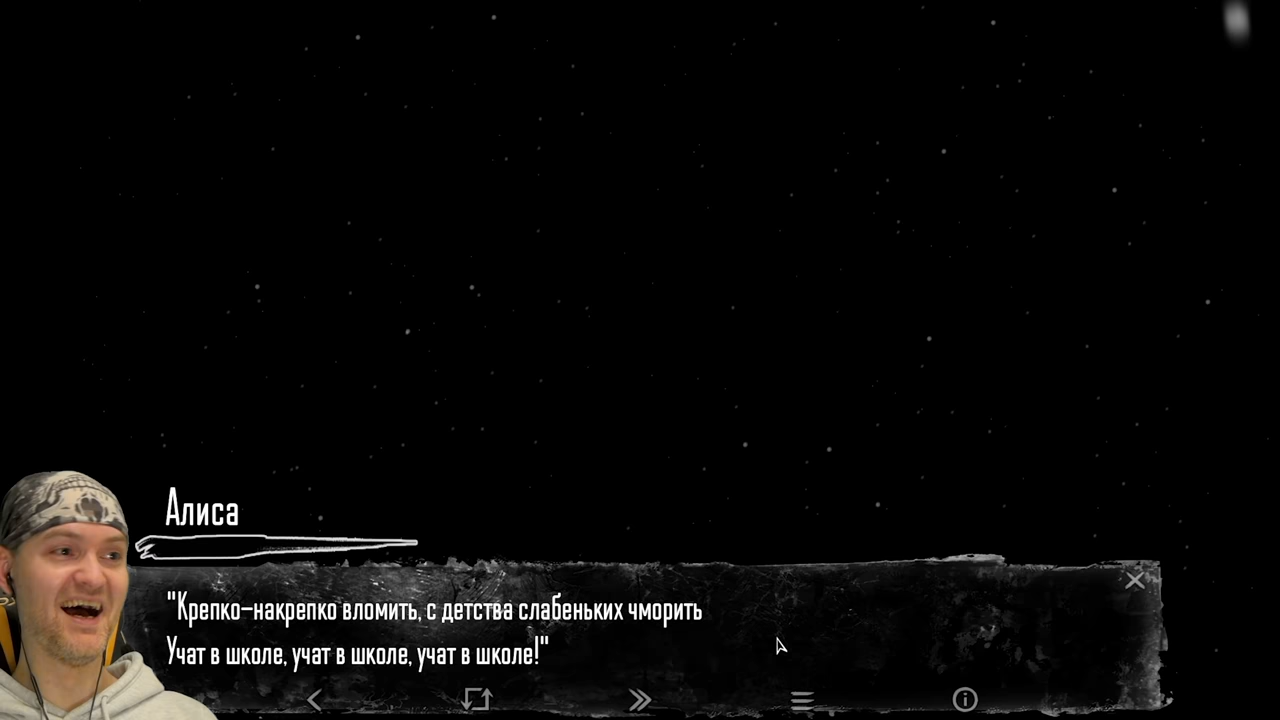 Алиса
"Крепко–накрепко вломить, с детства слабеньких чморить
Учат в школе, учат в школе, учат в школе!"